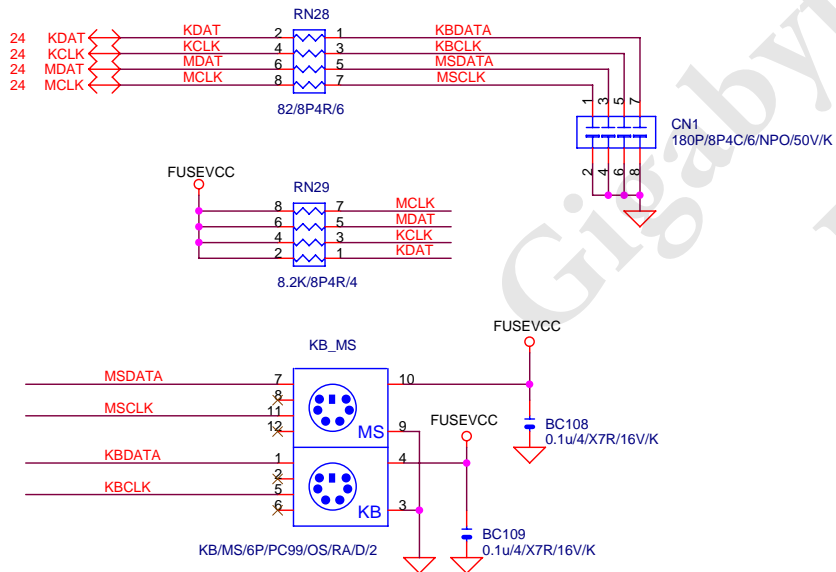 RN28
24 KDAT KDAT 2 1 KBDATA
24 KCLK KCLK 4 3 KBCLK
24 MDAT MDAT 6 5 MSDATA
24 MCLK MCLK 8 7 MSCLK
82/8P4R/6
1 3 5 7
CN1
180P/8P4C/6/NPO/50V/K
2 4 6 8
FUSEVCC
RN29
8 7 MCLK
6 5 MDAT
4 3 KCLK
2 1 KDAT
8.2K/8P4R/4
Gigaby
FUSEVCC
KB_MS
MSDATA 7 10
8
MSCLK 11
12 MS 9
FUSEVCC
BC108
0.1u/4/X7R/16V/K
KBDATA 1 4
2
KBCLK 5
6 KB 3
BC109
0.1u/4/X7R/16V/K
KB/MS/6P/PC99/OS/RA/D/2